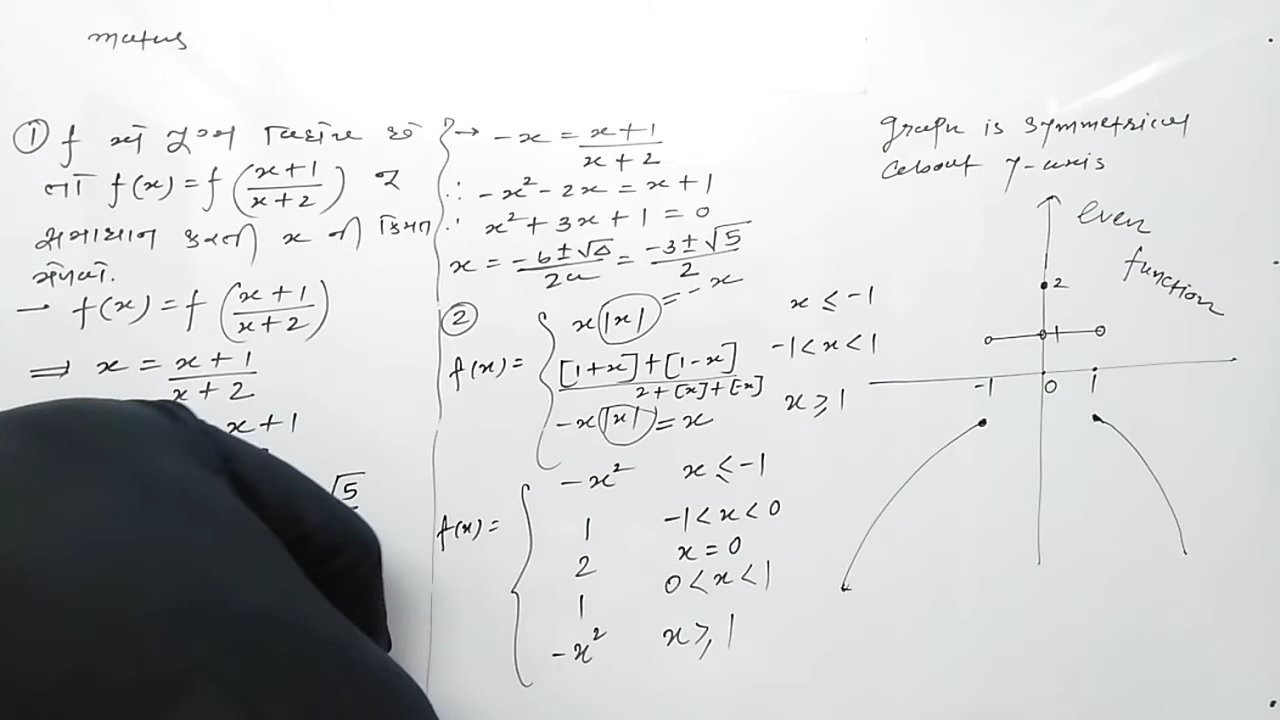 maths
① f એ યુગ્મ વિધેય છે
તો f(x) = f((x+1)/(x+2)) ર
સમાધાન કરતી x ની કિંમત
શોધો.
→ f(x) = f((x+1)/(x+2))
⟹ x = (x+1)/(x+2)
x+1
√5
→ -x = (x+1)/(x+2)
∴ -x² - 2x = x + 1
∴ x² + 3x + 1 = 0
x = (-b ± √Δ)/2a = (-3 ± √5)/2
②
f(x) = {
x|x| = -x x ≤ -1
([1+x] + [1-x])/(2 + [x] + [-x]) -1 < x < 1
-x|x| = x x ≥ 1
f(x) = {
-x² x ≤ -1
1 -1 < x < 0
2 x = 0
1 0 < x < 1
-x² x ≥ 1
graph is symmetrical
about y-axis
even
function
2
1
-1 0 1